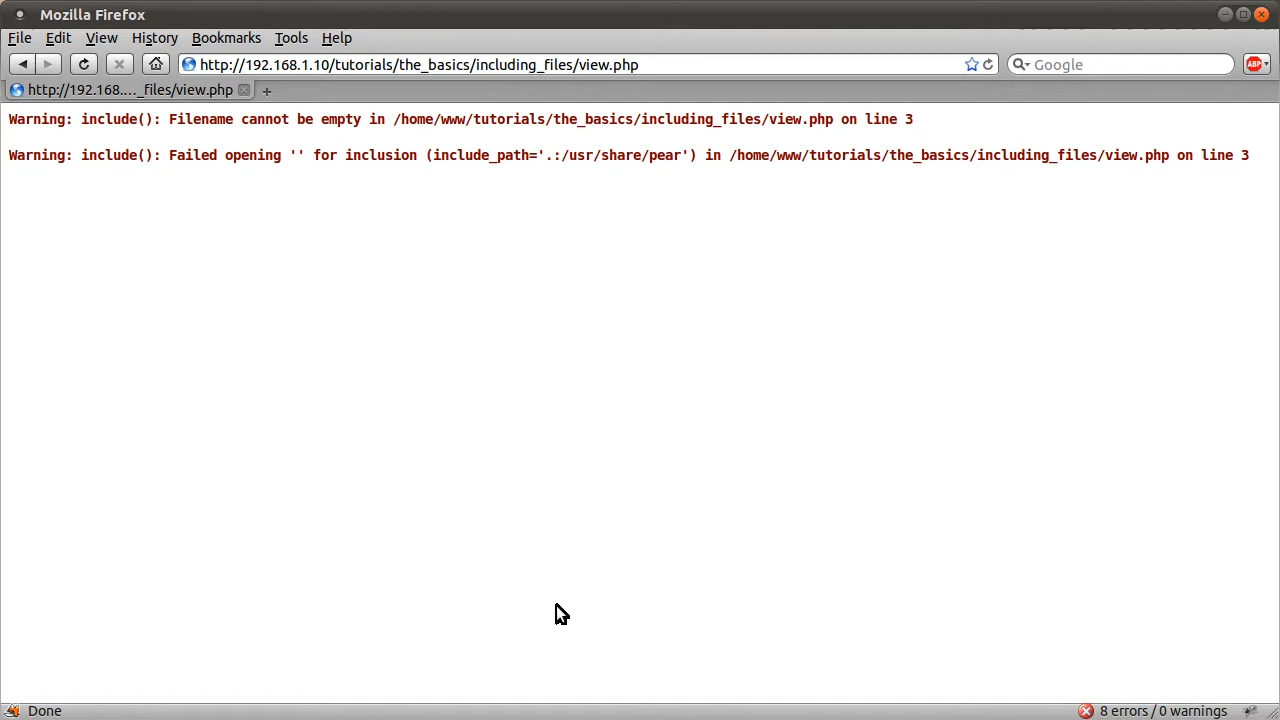 Mozilla Firefox
File Edit View History Bookmarks Tools Help
http://192.168.1.10/tutorials/the_basics/including_files/view.php
Google
ABP
http://192.168...._files/view.php
Warning: include(): Filename cannot be empty in /home/www/tutorials/the_basics/including_files/view.php on line 3
Warning: include(): Failed opening '' for inclusion (include_path='.:/usr/share/pear') in /home/www/tutorials/the_basics/including_files/view.php on line 3
Done
8 errors / 0 warnings